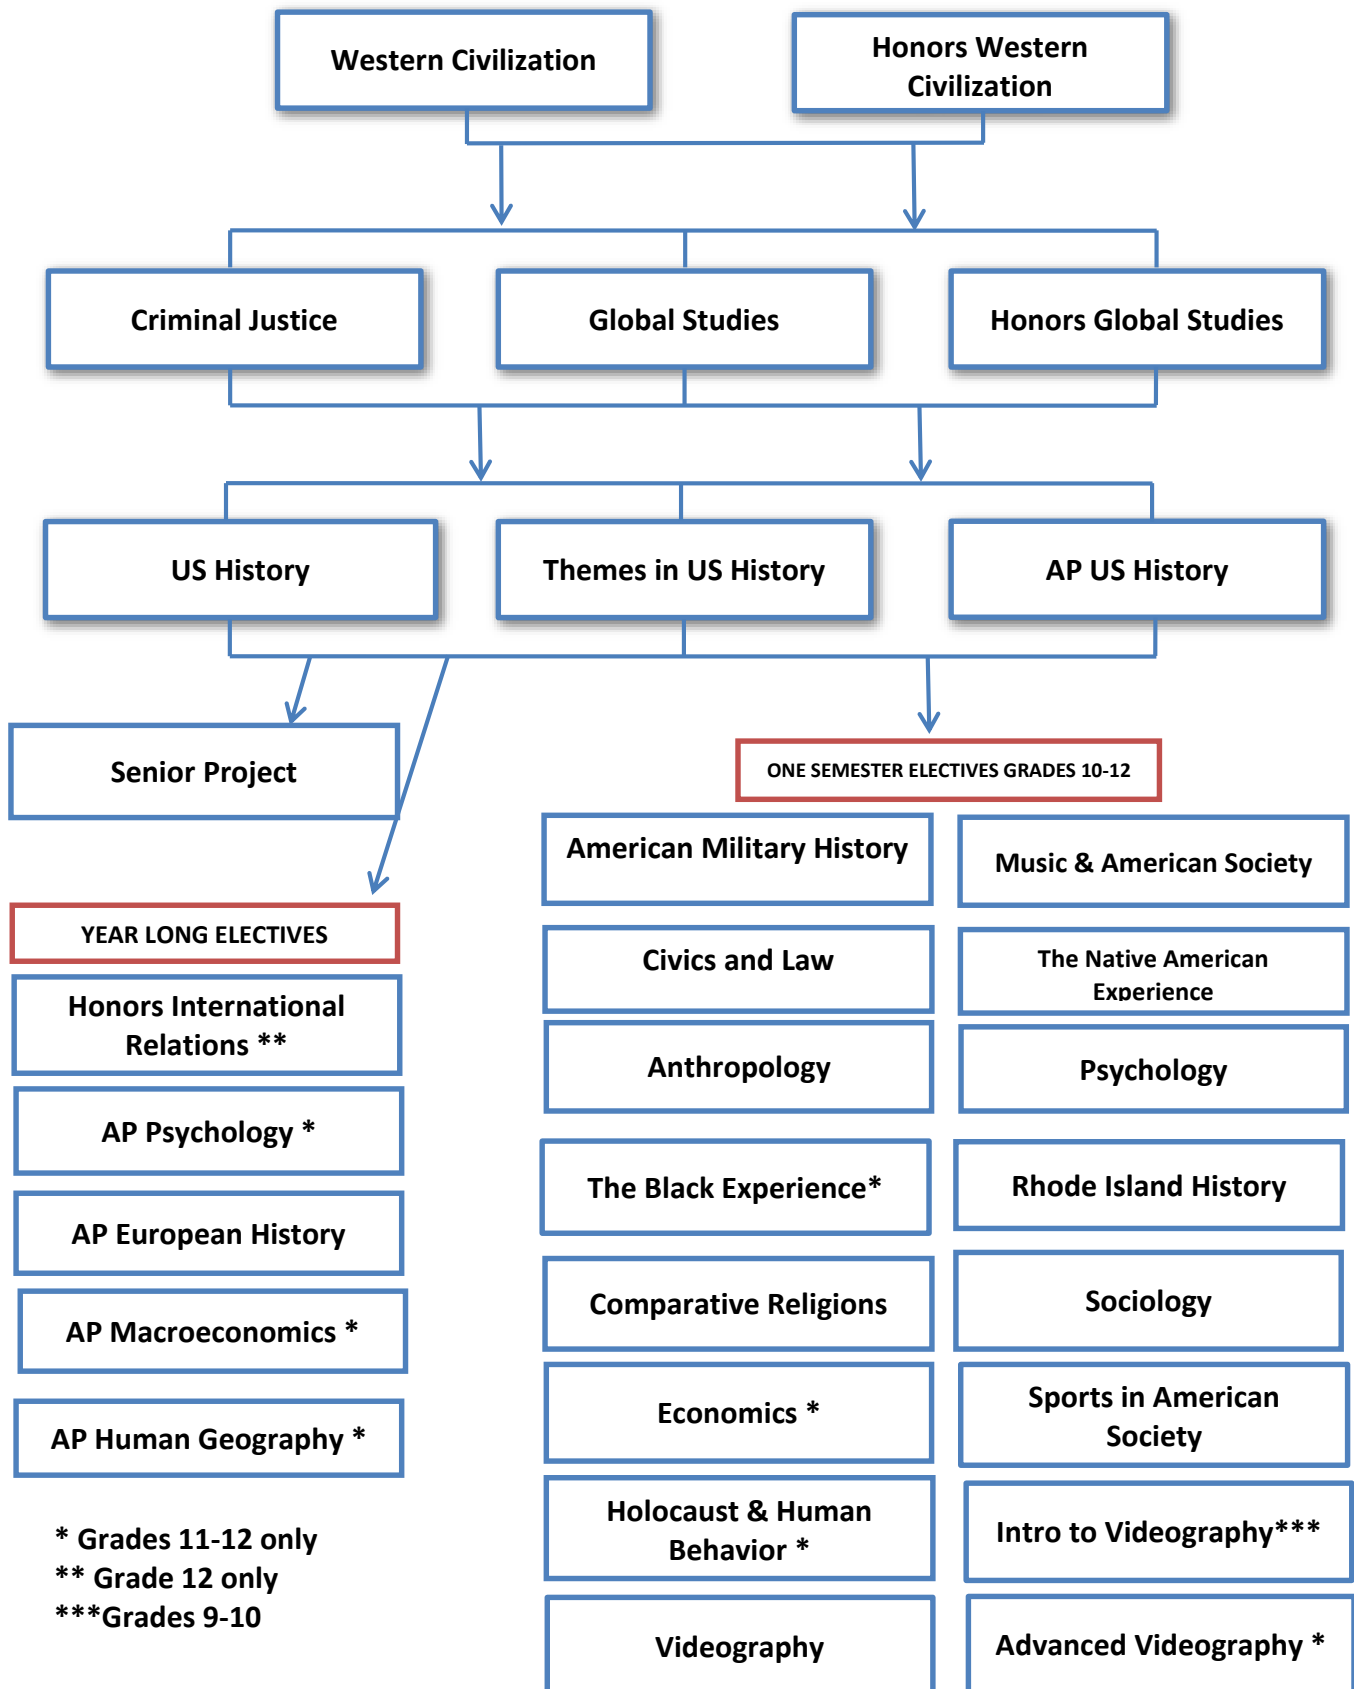 Western Civilization
Honors Western
Civilization
Criminal Justice
Global Studies
Honors Global Studies
US History
Themes in US History
AP US History
Senior Project
YEAR LONG ELECTIVES
Honors International
Relations **
AP Psychology *
AP European History
AP Macroeconomics *
AP Human Geography *
* Grades 11-12 only
** Grade 12 only
***Grades 9-10
ONE SEMESTER ELECTIVES GRADES 10-12
American Military History
Music & American Society
Civics and Law
The Native American
Experience
Anthropology
Psychology
The Black Experience*
Rhode Island History
Comparative Religions
Sociology
Economics *
Sports in American
Society
Holocaust & Human
Behavior *
Intro to Videography***
Videography
Advanced Videography *